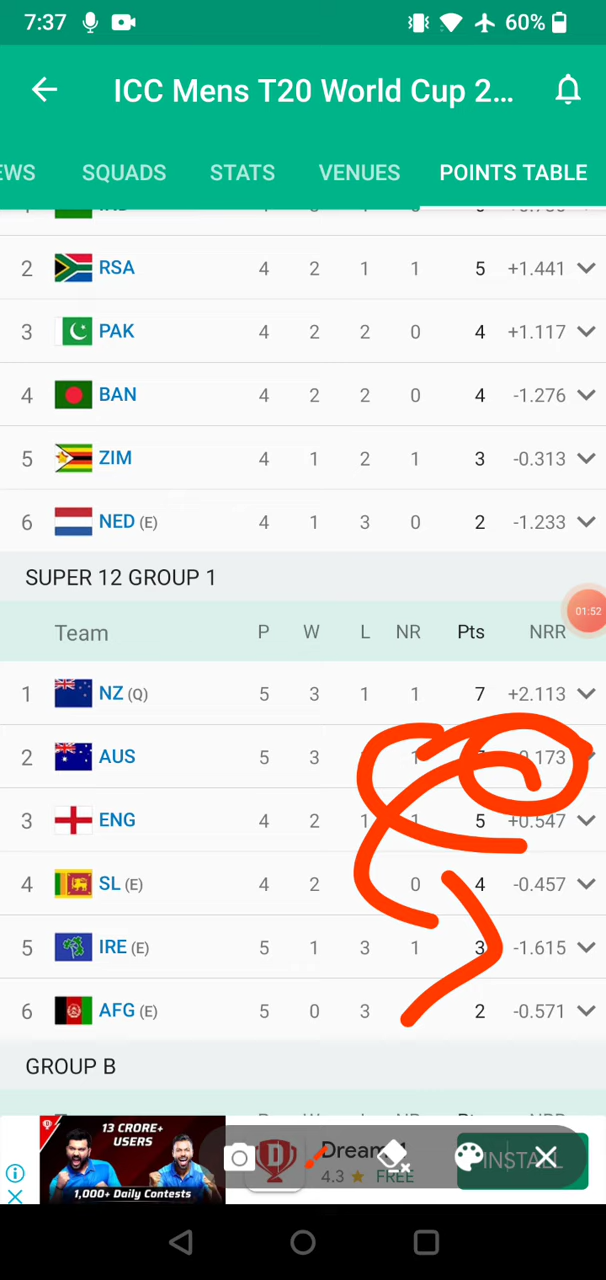 7:37 60%
ICC Mens T20 World Cup 2...
EWS SQUADS STATS VENUES POINTS TABLE
2 RSA 4 2 1 1 5 +1.441
3 PAK 4 2 2 0 4 +1.117
4 BAN 4 2 2 0 4 -1.276
5 ZIM 4 1 2 1 3 -0.313
6 NED (E) 4 1 3 0 2 -1.233
SUPER 12 GROUP 1
01:52
Team P W L NR Pts NRR
1 NZ (Q) 5 3 1 1 7 +2.113
2 AUS 5 3 1 .173
3 ENG 4 2 1 1 5 +0.547
4 SL (E) 4 2 0 4 -0.457
5 IRE (E) 5 1 3 1 3 -1.615
6 AFG (E) 5 0 3 2 -0.571
GROUP B
13 CRORE+
USERS
1,000+ Daily Contests
4.3 FREE
INSTALL